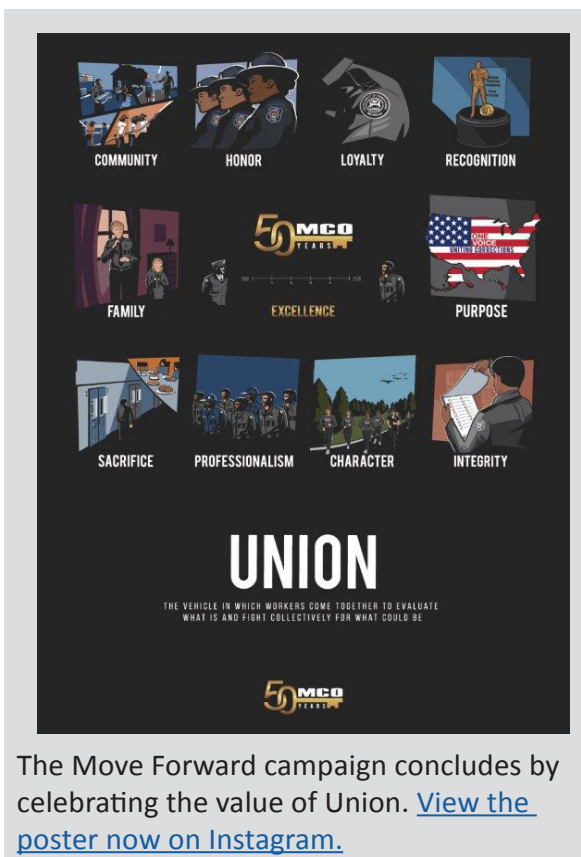 COMMUNITY HONOR LOYALTY RECOGNITION
50 MCO
YEARS
ONE
VOICE
UNITING CORRECTIONS
FAMILY EXCELLENCE PURPOSE
SACRIFICE PROFESSIONALISM CHARACTER INTEGRITY
UNION
THE VEHICLE IN WHICH WORKERS COME TOGETHER TO EVALUATE
WHAT IS AND FIGHT COLLECTIVELY FOR WHAT COULD BE
50 MCO
YEARS
The Move Forward campaign concludes by
celebrating the value of Union. View the
poster now on Instagram.